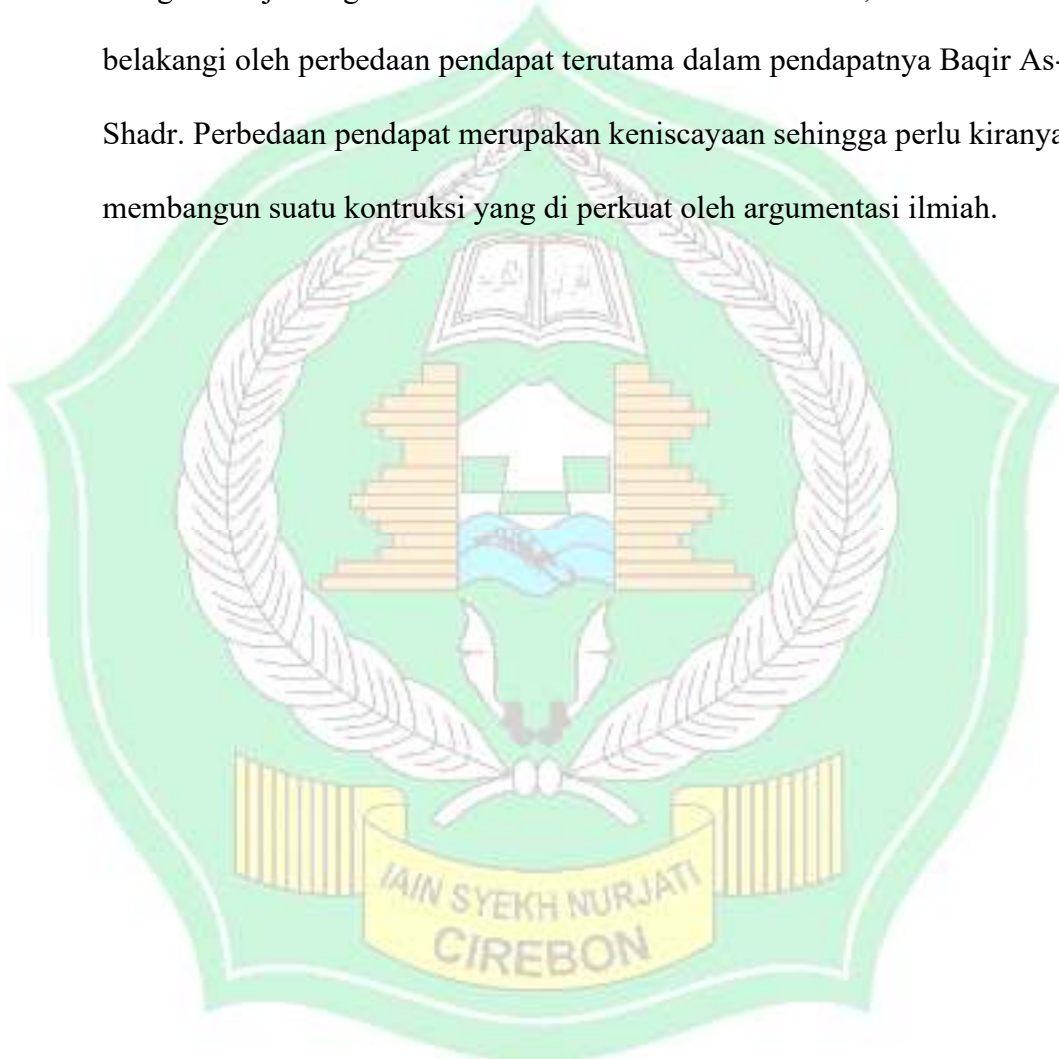 belakangi oleh perbedaan pendapat terutama dalam pendapatnya Baqir As-
Shadr. Perbedaan pendapat merupakan keniscayaan sehingga perlu kiranya
membangun suatu kontruksi yang di perkuat oleh argumentasi ilmiah.
IAIN SYEKH NURJATI
CIREBON